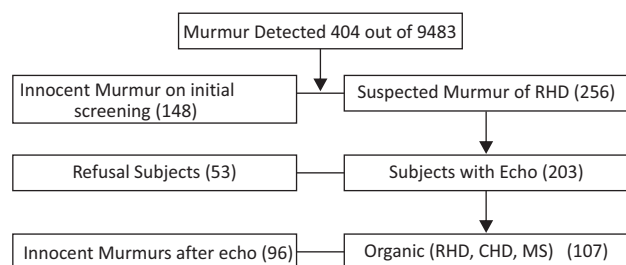 Murmur Detected 404 out of 9483
Innocent Murmur on initial
screening (148)
Suspected Murmur of RHD (256)
Refusal Subjects (53)
Subjects with Echo (203)
Innocent Murmurs after echo (96)
Organic (RHD, CHD, MS) (107)